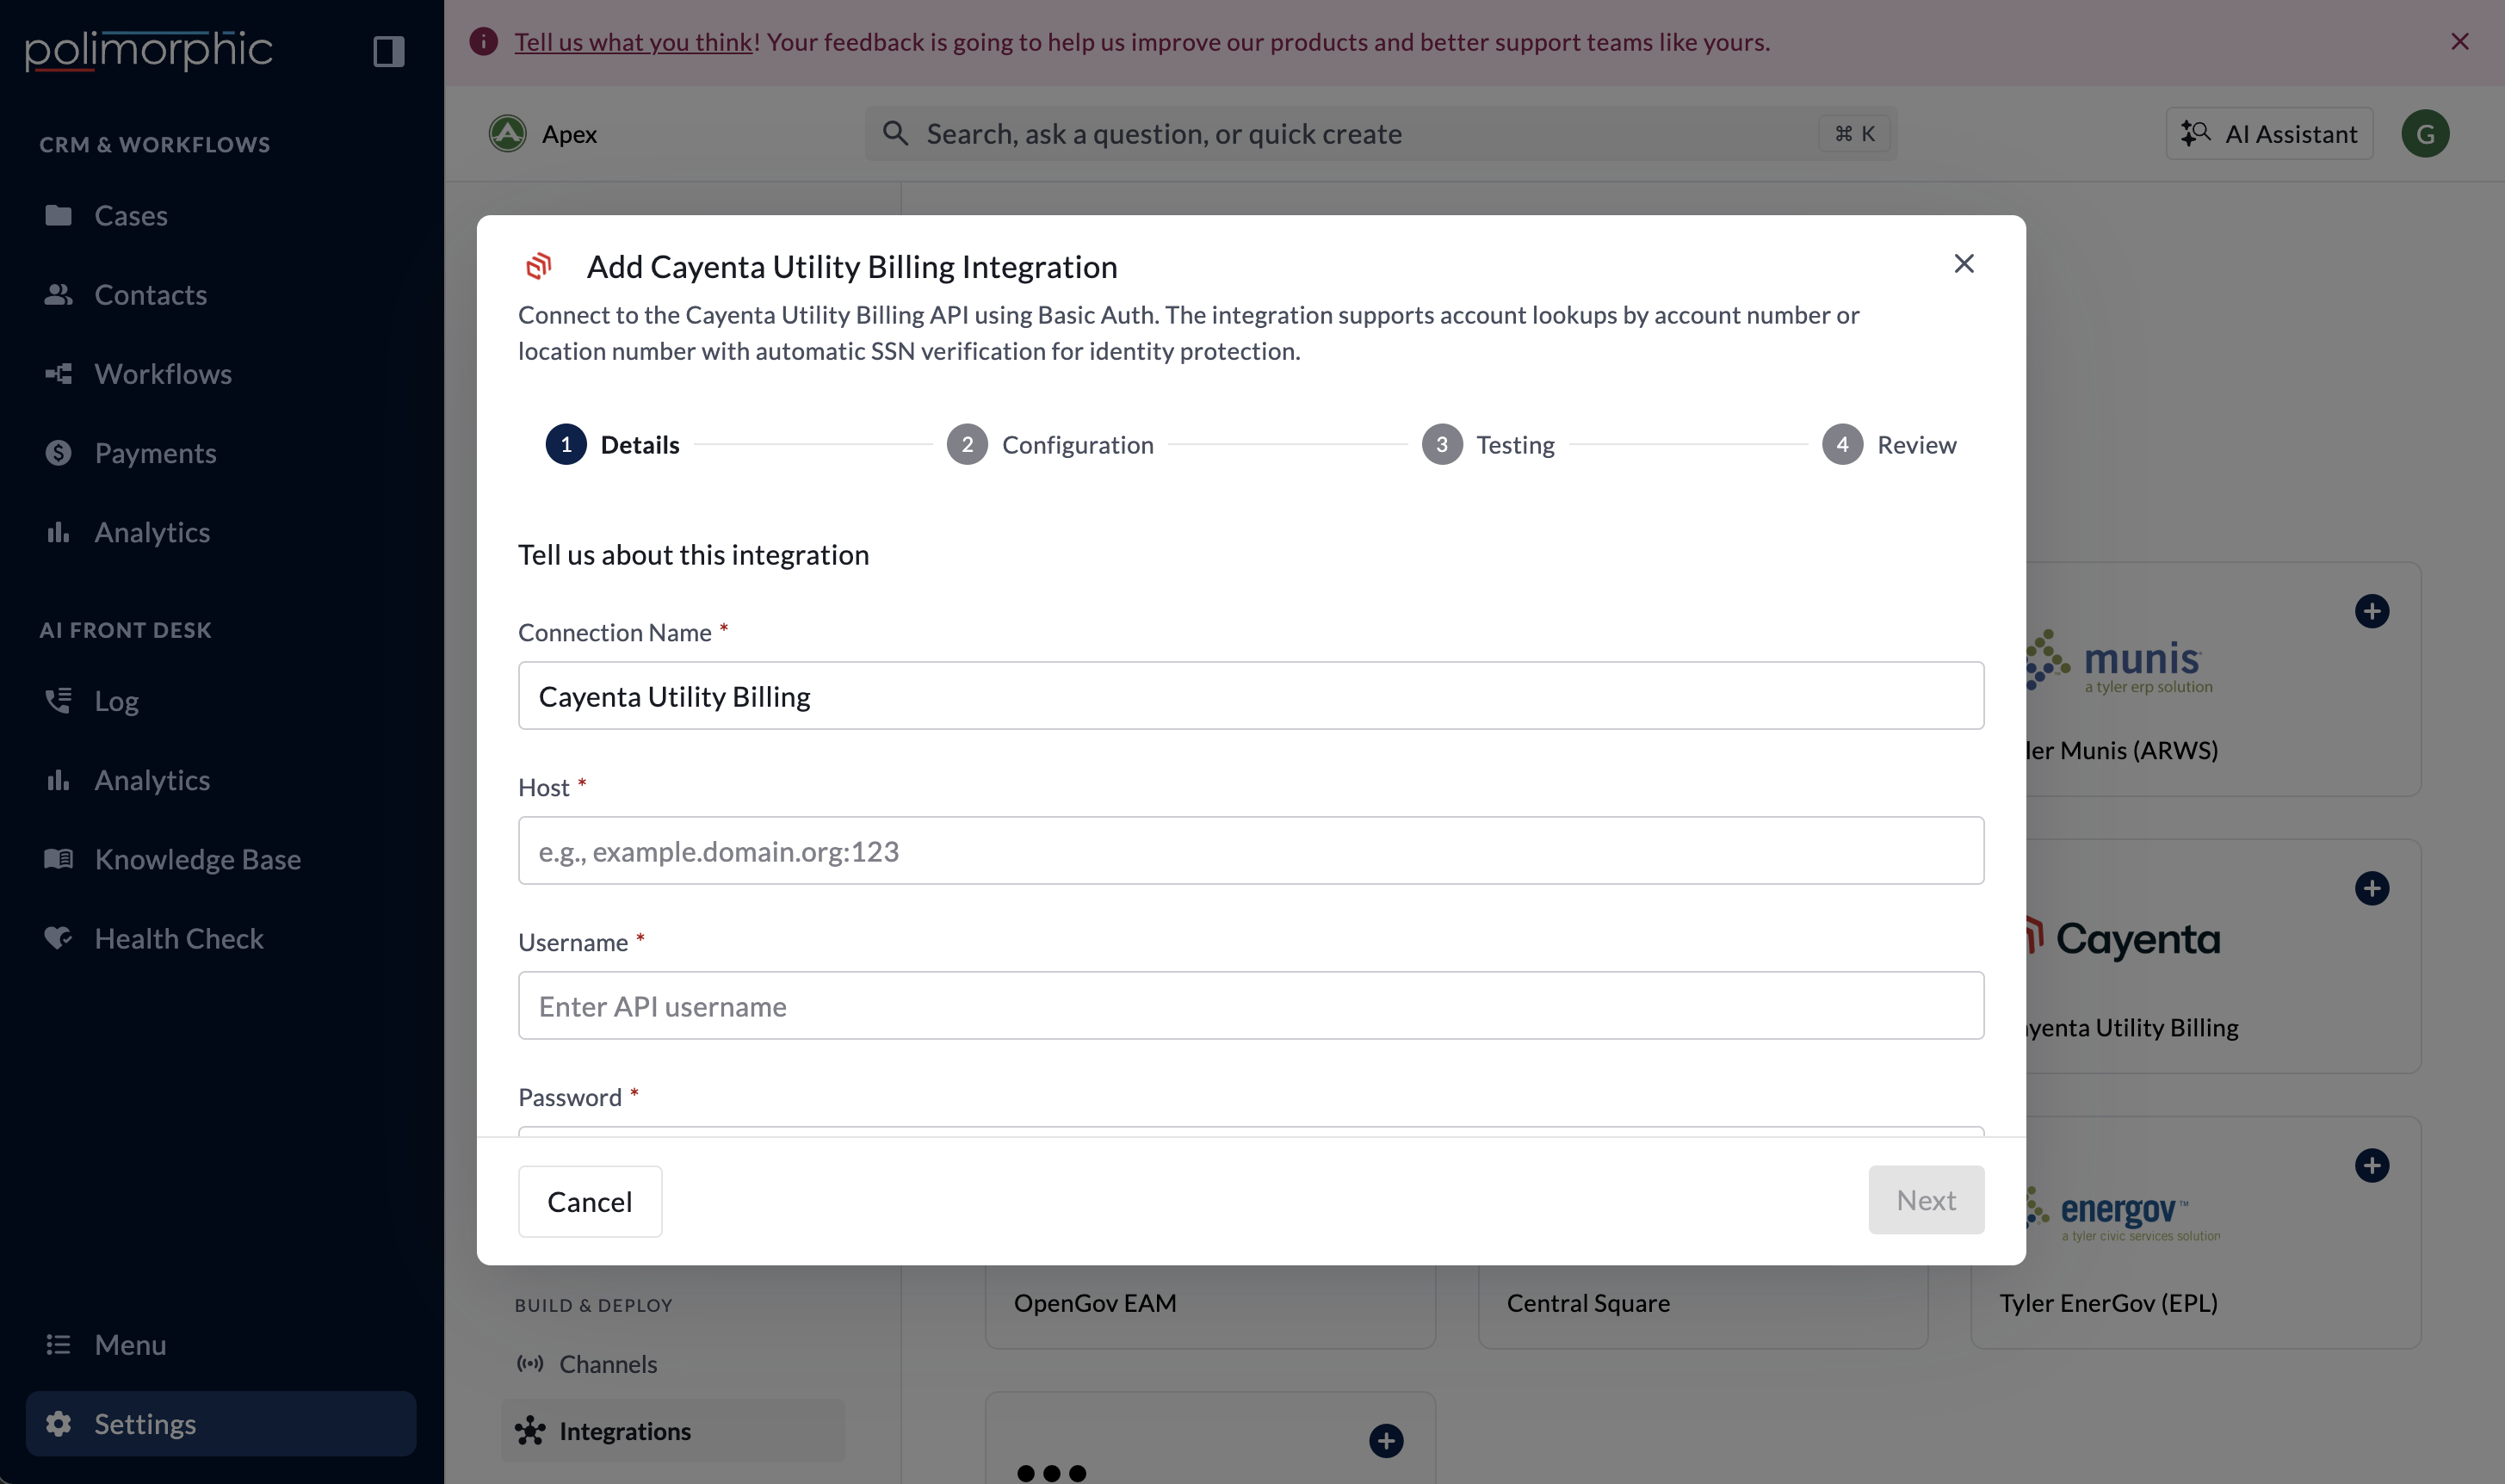 polimorphic
CRM & WORKFLOWS
Cases
Contacts
Workflows
Payments
Analytics
AI FRONT DESK
Log
Analytics
Knowledge Base
Health Check
Menu
Settings
Tell us what you think! Your feedback is going to help us improve our products and better support teams like yours.
Apex
Search, ask a question, or quick create
⌘ K
AI Assistant
G
Add Cayenta Utility Billing Integration
Connect to the Cayenta Utility Billing API using Basic Auth. The integration supports account lookups by account number or
location number with automatic SSN verification for identity protection.
1 Details
2 Configuration
3 Testing
4 Review
Tell us about this integration
Connection Name *
Cayenta Utility Billing
Host *
e.g., example.domain.org:123
Username *
Enter API username
Password *
Cancel
Next
munis
a tyler erp solution
ler Munis (ARWS)
Cayenta
yenta Utility Billing
energov™
a tyler civic services solution
OpenGov EAM
Central Square
Tyler EnerGov (EPL)
BUILD & DEPLOY
Channels
Integrations